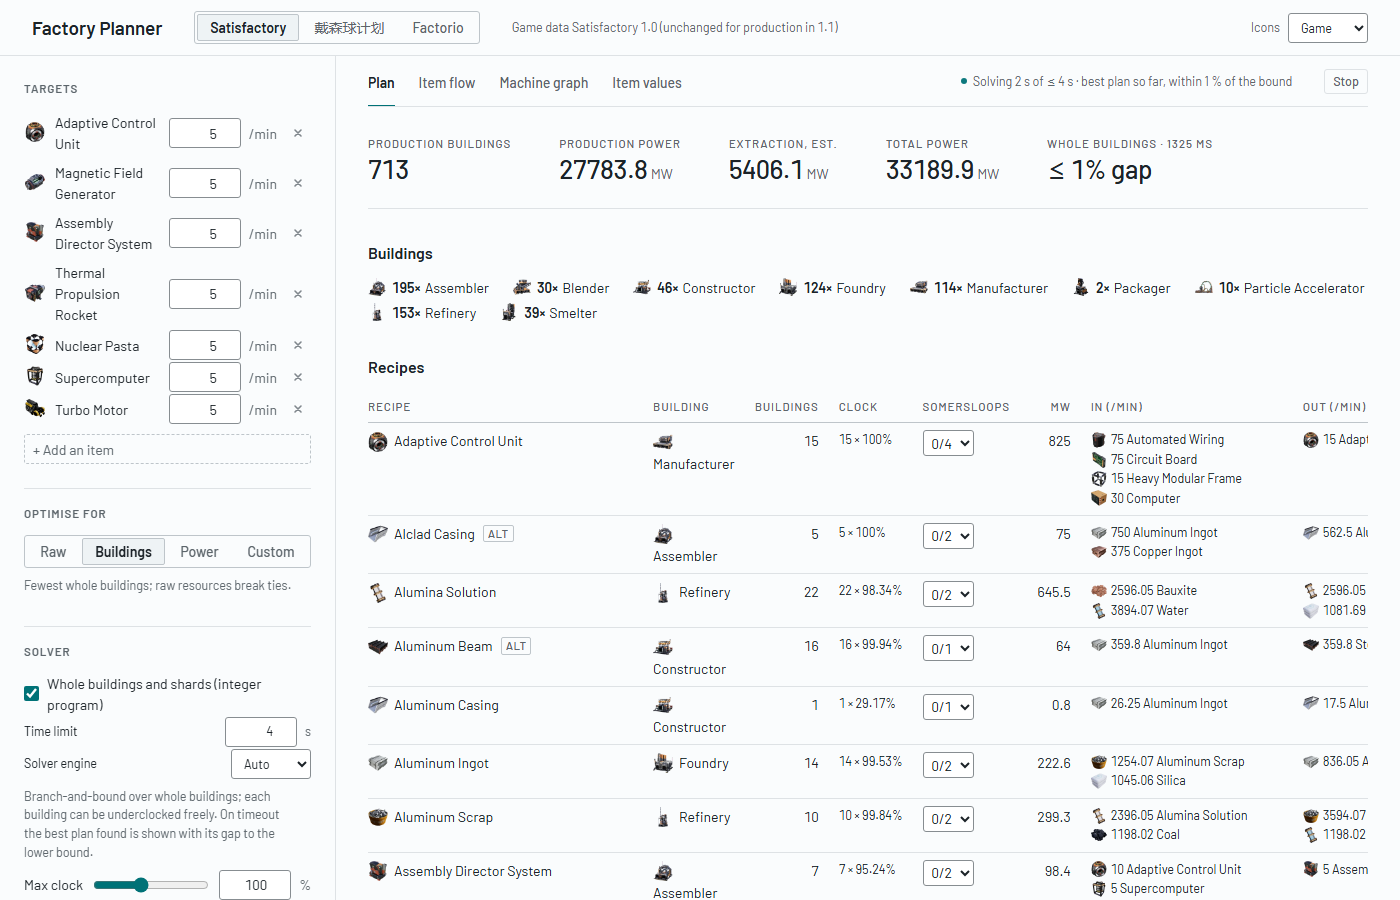 Factory Planner
Satisfactory 戴森球计划 Factorio
Game data Satisfactory 1.0 (unchanged for production in 1.1)
Icons Game
TARGETS
Adaptive Control Unit 5 /min ×
Magnetic Field Generator 5 /min ×
Assembly Director System 5 /min ×
Thermal Propulsion Rocket 5 /min ×
Nuclear Pasta 5 /min ×
Supercomputer 5 /min ×
Turbo Motor 5 /min ×
+ Add an item
OPTIMISE FOR
Raw Buildings Power Custom
Fewest whole buildings; raw resources break ties.
SOLVER
Whole buildings and shards (integer
program)
Time limit 4 s
Solver engine Auto
Branch-and-bound over whole buildings; each
building can be underclocked freely. On timeout
the best plan found is shown with its gap to the
lower bound.
Max clock 100 %
Plan Item flow Machine graph Item values
Solving 2 s of ≤ 4 s · best plan so far, within 1 % of the bound
Stop
PRODUCTION BUILDINGS PRODUCTION POWER EXTRACTION, EST. TOTAL POWER WHOLE BUILDINGS · 1325 MS
713 27783.8 MW 5406.1 MW 33189.9 MW ≤ 1% gap
Buildings
195× Assembler 30× Blender 46× Constructor 124× Foundry 114× Manufacturer 2× Packager 10× Particle Accelerator
153× Refinery 39× Smelter
Recipes
RECIPE BUILDING BUILDINGS CLOCK SOMERSLOOPS MW IN (/MIN) OUT (/MIN)
Adaptive Control Unit Manufacturer 15 15 × 100% 0/4 825 75 Automated Wiring 15 Adapt
75 Circuit Board
15 Heavy Modular Frame
30 Computer
Alclad Casing ALT Assembler 5 5 × 100% 0/2 75 750 Aluminum Ingot 562.5 Alu
375 Copper Ingot
Alumina Solution Refinery 22 22 × 98.34% 0/2 645.5 2596.05 Bauxite 2596.05
3894.07 Water 1081.69
Aluminum Beam ALT Constructor 16 16 × 99.94% 0/1 64 359.8 Aluminum Ingot 359.8 St
Aluminum Casing Constructor 1 1 × 29.17% 0/1 0.8 26.25 Aluminum Ingot 17.5 Alu
Aluminum Ingot Foundry 14 14 × 99.53% 0/2 222.6 1254.07 Aluminum Scrap 836.05 A
1045.06 Silica
Aluminum Scrap Refinery 10 10 × 99.84% 0/2 299.3 2396.05 Alumina Solution 3594.07
1198.02 Coal 1198.02
Assembly Director System Assembler 7 7 × 95.24% 0/2 98.4 10 Adaptive Control Unit 5 Assem
5 Supercomputer